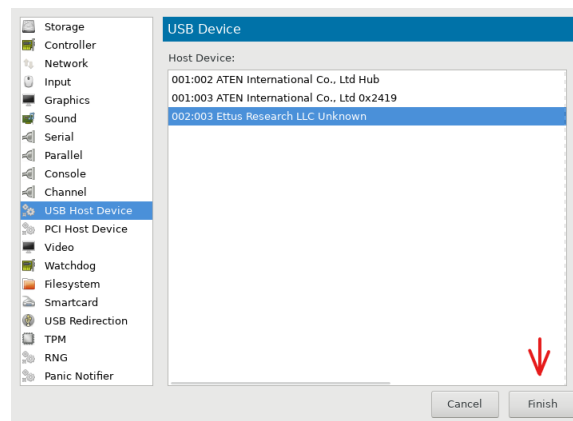 Storage
Controller
Network
Input
Graphics
Sound
Serial
Parallel
Console
Channel
USB Host Device
PCI Host Device
Video
Watchdog
Filesystem
Smartcard
USB Redirection
TPM
RNG
Panic Notifier
USB Device
Host Device:
001:002 ATEN International Co., Ltd Hub
001:003 ATEN International Co., Ltd 0x2419
002:003 Ettus Research LLC Unknown
Cancel
Finish